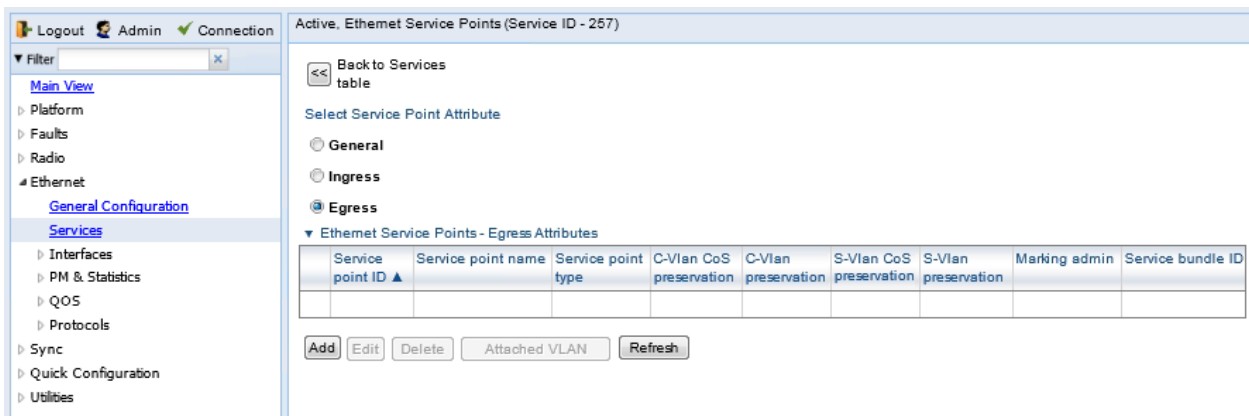 Logout Admin Connection
Filter
Main View
Platform
Faults
Radio
Ethernet
General Configuration
Services
Interfaces
PM & Statistics
QOS
Protocols
Sync
Quick Configuration
Utilities
Active, Ethernet Service Points (Service ID - 257)
<< Back to Services
table
Select Service Point Attribute
General
Ingress
Egress
Ethernet Service Points - Egress Attributes
Service point ID ▲ Service point name Service point type C-Vlan CoS preservation C-Vlan preservation S-Vlan CoS preservation S-Vlan preservation Marking admin Service bundle ID
Add Edit Delete Attached VLAN Refresh